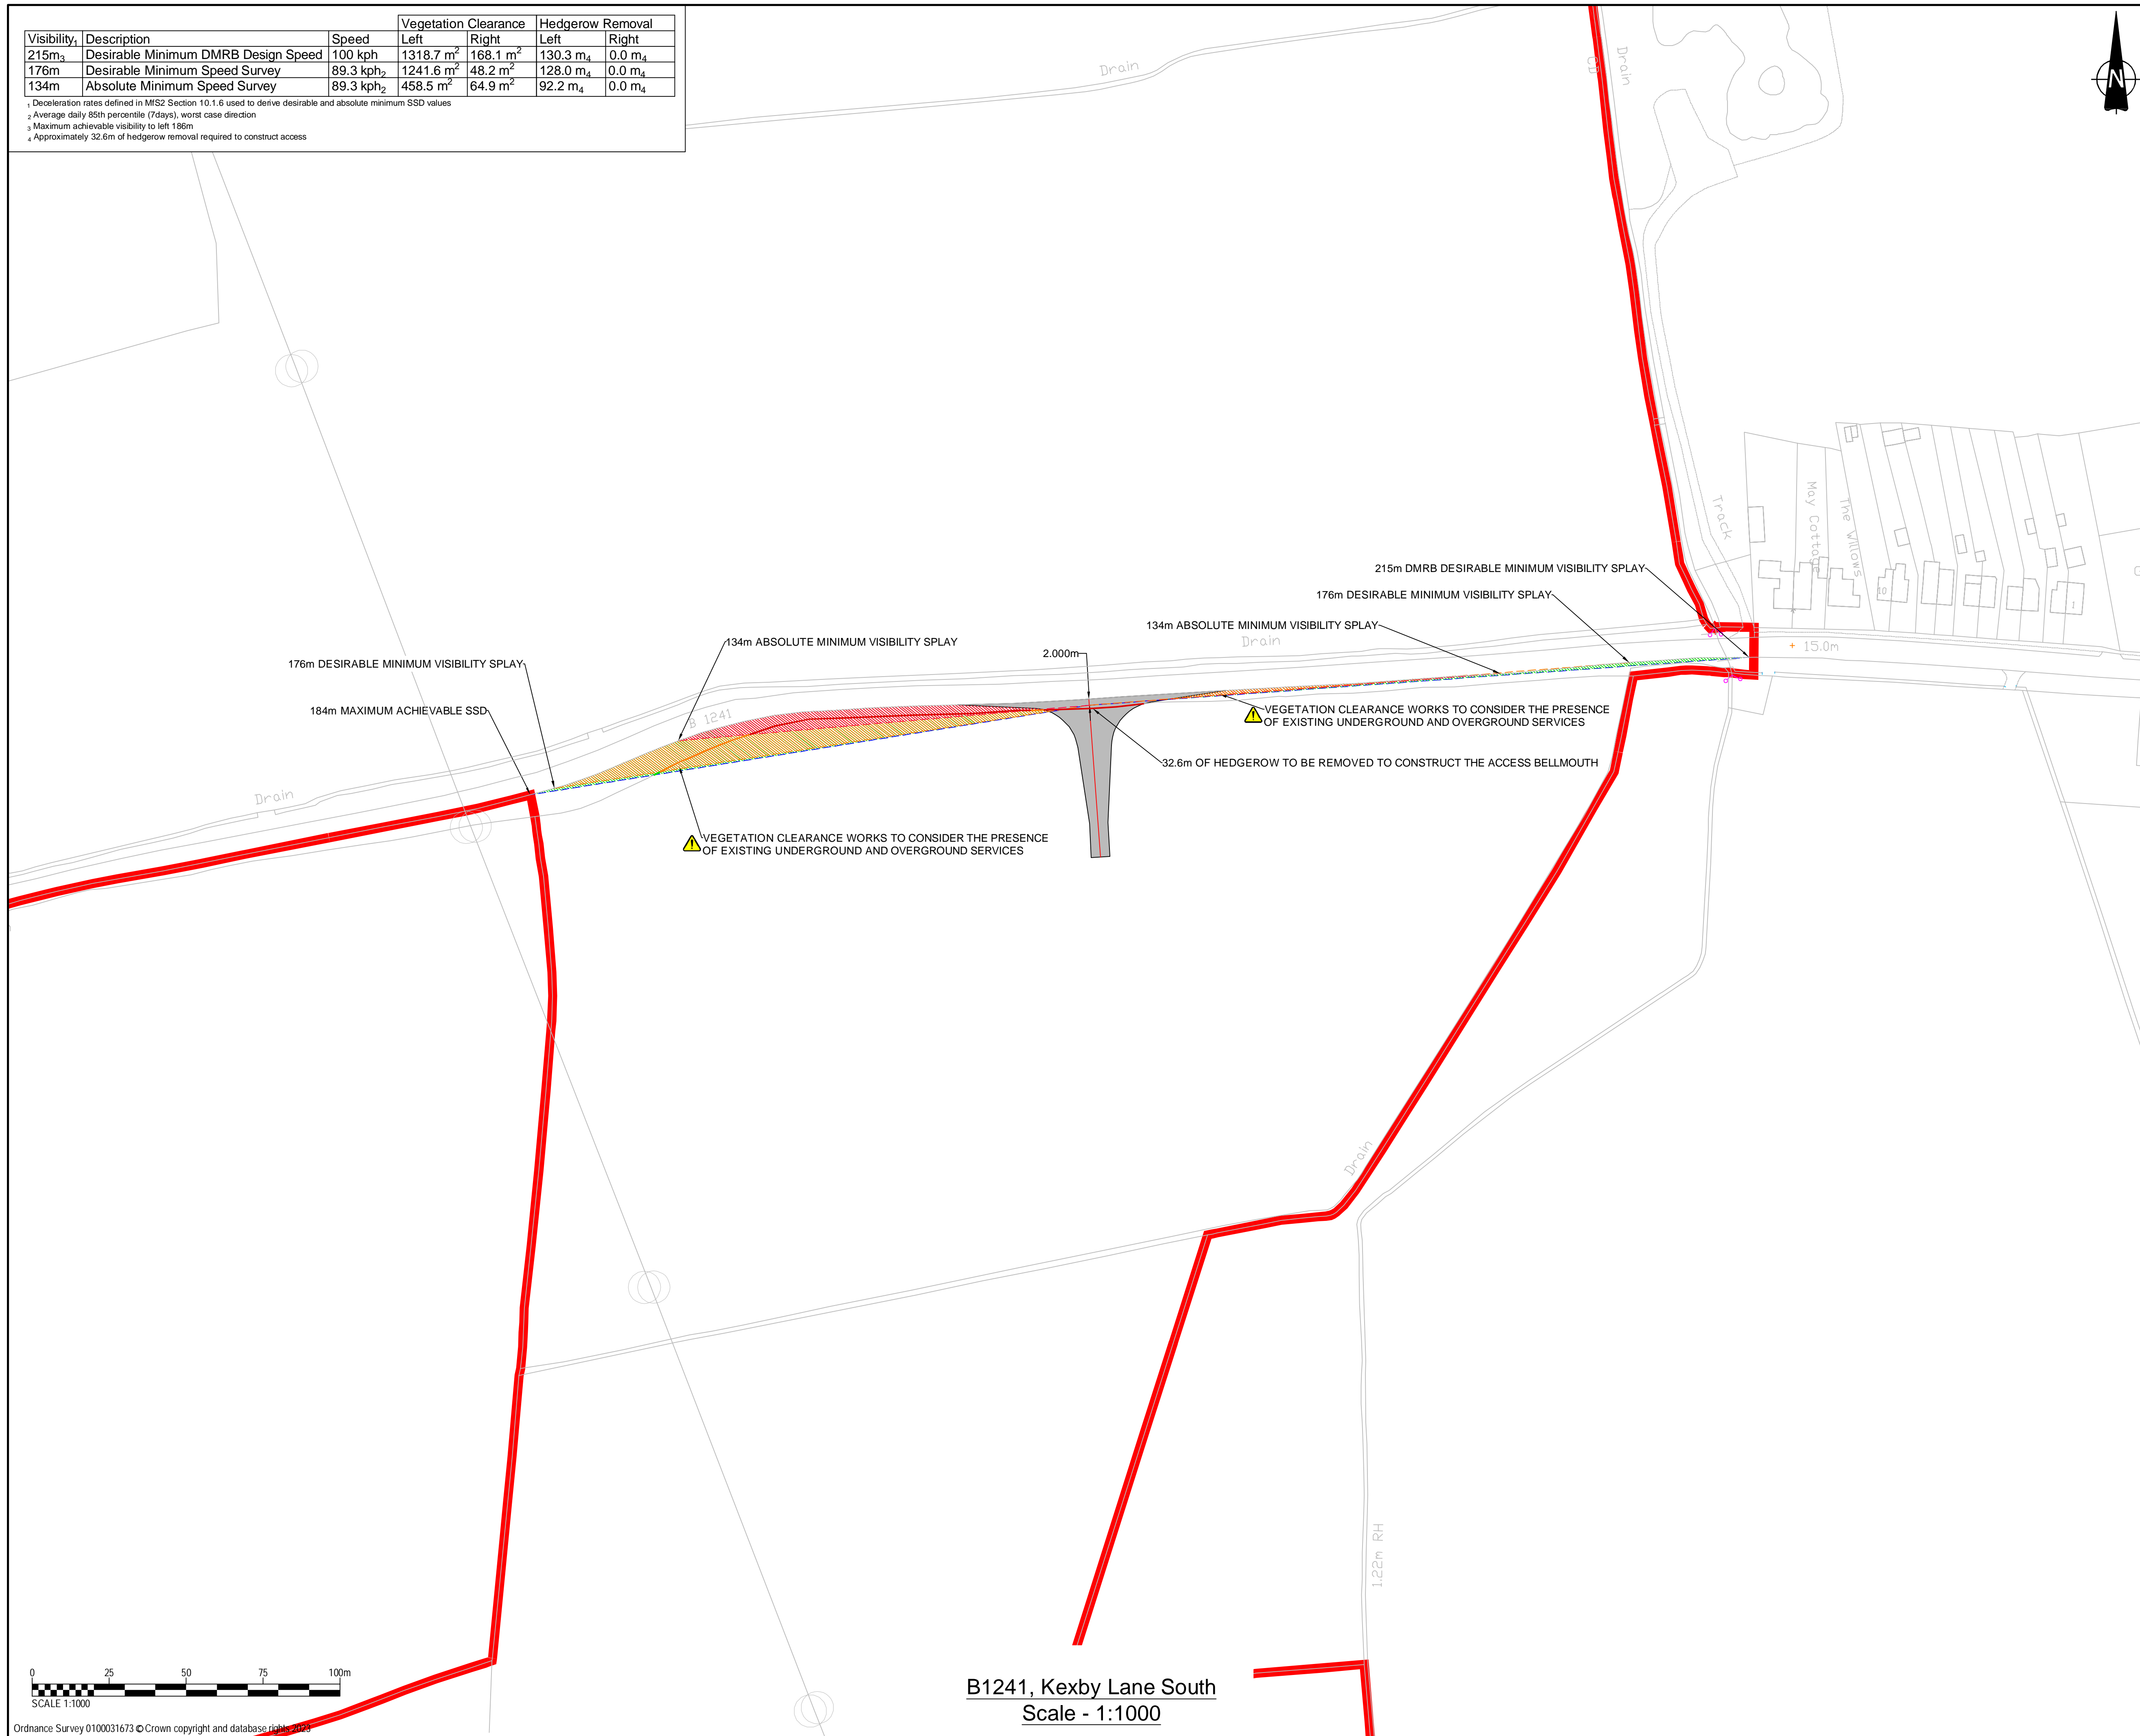 Vegetation Clearance Hedgerow Removal
Visibility1 Description Speed Left Right Left Right
215m3 Desirable Minimum DMRB Design Speed 100 kph 1318.7 m2 168.1 m2 130.3 m4 0.0 m4
176m Desirable Minimum Speed Survey 89.3 kph2 1241.6 m2 48.2 m2 128.0 m4 0.0 m4
134m Absolute Minimum Speed Survey 89.3 kph2 458.5 m2 64.9 m2 92.2 m4 0.0 m4
1 Deceleration rates defined in MfS2 Section 10.1.6 used to derive desirable and absolute minimum SSD values
2 Average daily 85th percentile (7days), worst case direction
3 Maximum achievable visibility to left 186m
4 Approximately 32.6m of hedgerow removal required to construct access
Drain
CD
Drain
N
Track
May Cottage
The Willows
10
1
215m DMRB DESIRABLE MINIMUM VISIBILITY SPLAY
176m DESIRABLE MINIMUM VISIBILITY SPLAY
134m ABSOLUTE MINIMUM VISIBILITY SPLAY
Drain
15.0m
134m ABSOLUTE MINIMUM VISIBILITY SPLAY
2.000m
176m DESIRABLE MINIMUM VISIBILITY SPLAY
184m MAXIMUM ACHIEVABLE SSD
B 1241
VEGETATION CLEARANCE WORKS TO CONSIDER THE PRESENCE
OF EXISTING UNDERGROUND AND OVERGROUND SERVICES
32.6m OF HEDGEROW TO BE REMOVED TO CONSTRUCT THE ACCESS BELLMOUTH
Drain
VEGETATION CLEARANCE WORKS TO CONSIDER THE PRESENCE
OF EXISTING UNDERGROUND AND OVERGROUND SERVICES
Drain
1.22m RH
0 25 50 75 100m
SCALE 1:1000
B1241, Kexby Lane South
Scale - 1:1000
Ordnance Survey 0100031673 © Crown copyright and database rights 2023